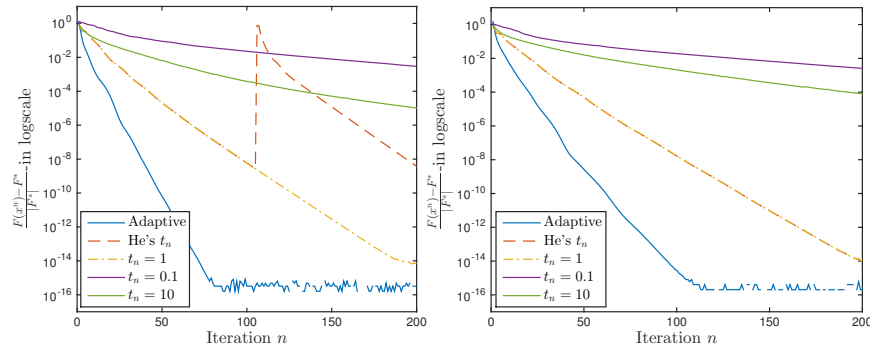 F(x^n)−F*
|F*|
-in logscale
10^0
10^-2
10^-4
10^-6
10^-8
10^-10
10^-12
10^-14
10^-16
Adaptive
He's t_n
t_n = 1
t_n = 0.1
t_n = 10
0
50
100
150
200
Iteration n
F(x^n)−F*
|F*|
-in logscale
10^0
10^-2
10^-4
10^-6
10^-8
10^-10
10^-12
10^-14
10^-16
Adaptive
He's t_n
t_n = 1
t_n = 0.1
t_n = 10
0
50
100
150
200
Iteration n